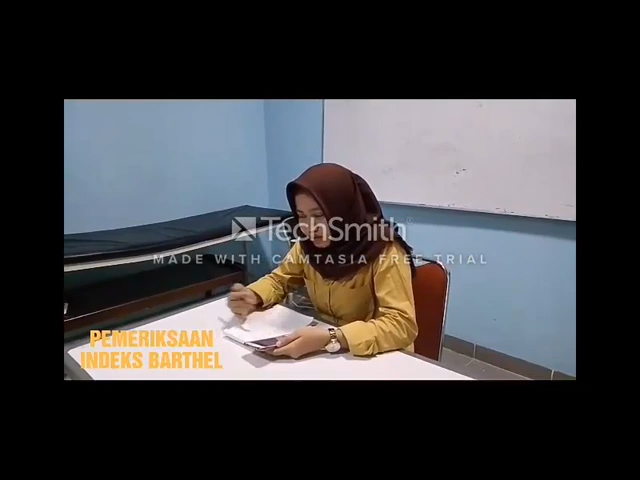 TechSmith®
MADE WITH CAMTASIA FREE TRIAL
PEMERIKSAAN
INDEKS BARTHEL